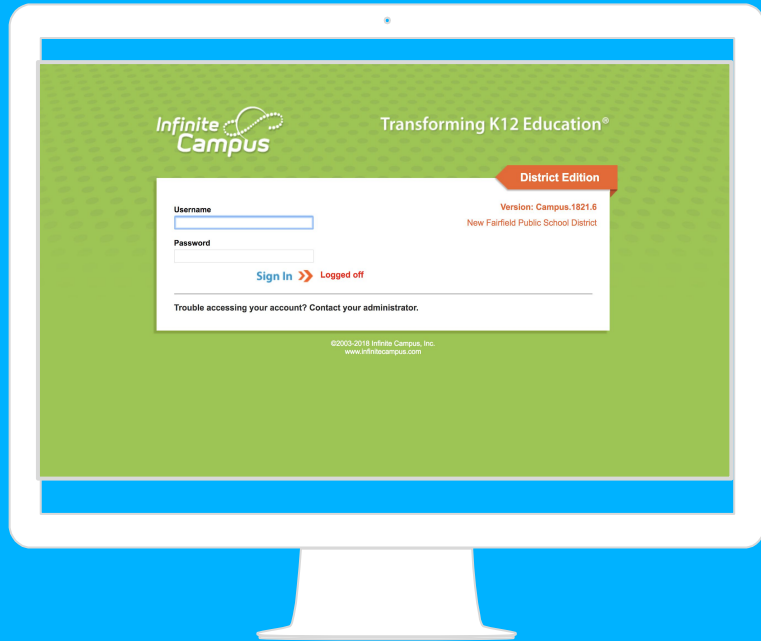 Infinite
Campus
Transforming K12 Education®
District Edition
Username
Version: Campus.1821.6
New Fairfield Public School District
Password
Sign In
Logged off
Trouble accessing your account? Contact your administrator.
©2003-2018 Infinite Campus, Inc.
www.infinitecampus.com